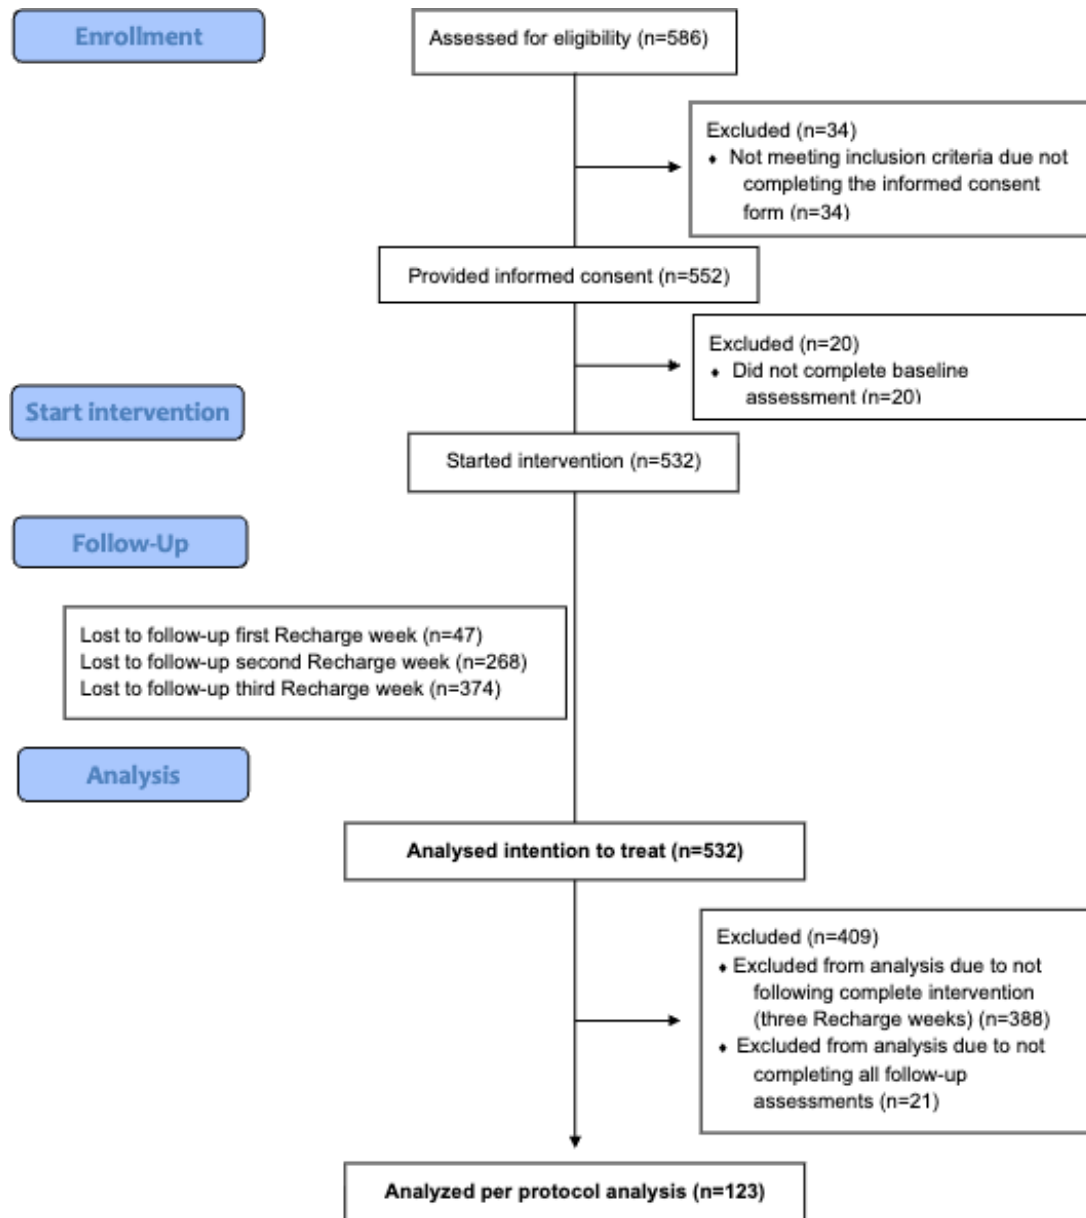 Enrollment
Assessed for eligibility (n=586)
Excluded (n=34)
♦ Not meeting inclusion criteria due not
completing the informed consent
form (n=34)
Provided informed consent (n=552)
Excluded (n=20)
♦ Did not complete baseline
assessment (n=20)
Start intervention
Started intervention (n=532)
Follow-Up
Lost to follow-up first Recharge week (n=47)
Lost to follow-up second Recharge week (n=268)
Lost to follow-up third Recharge week (n=374)
Analysis
Analysed intention to treat (n=532)
Excluded (n=409)
♦ Excluded from analysis due to not
following complete intervention
(three Recharge weeks) (n=388)
♦ Excluded from analysis due to not
completing all follow-up
assessments (n=21)
Analyzed per protocol analysis (n=123)